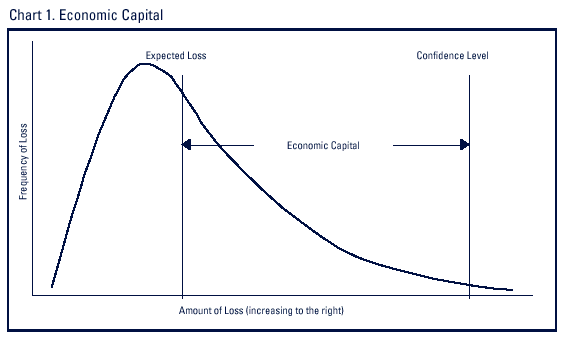 Chart 1. Economic Capital
Expected Loss
Confidence Level
Economic Capital
Frequency of Loss
Amount of Loss (increasing to the right)